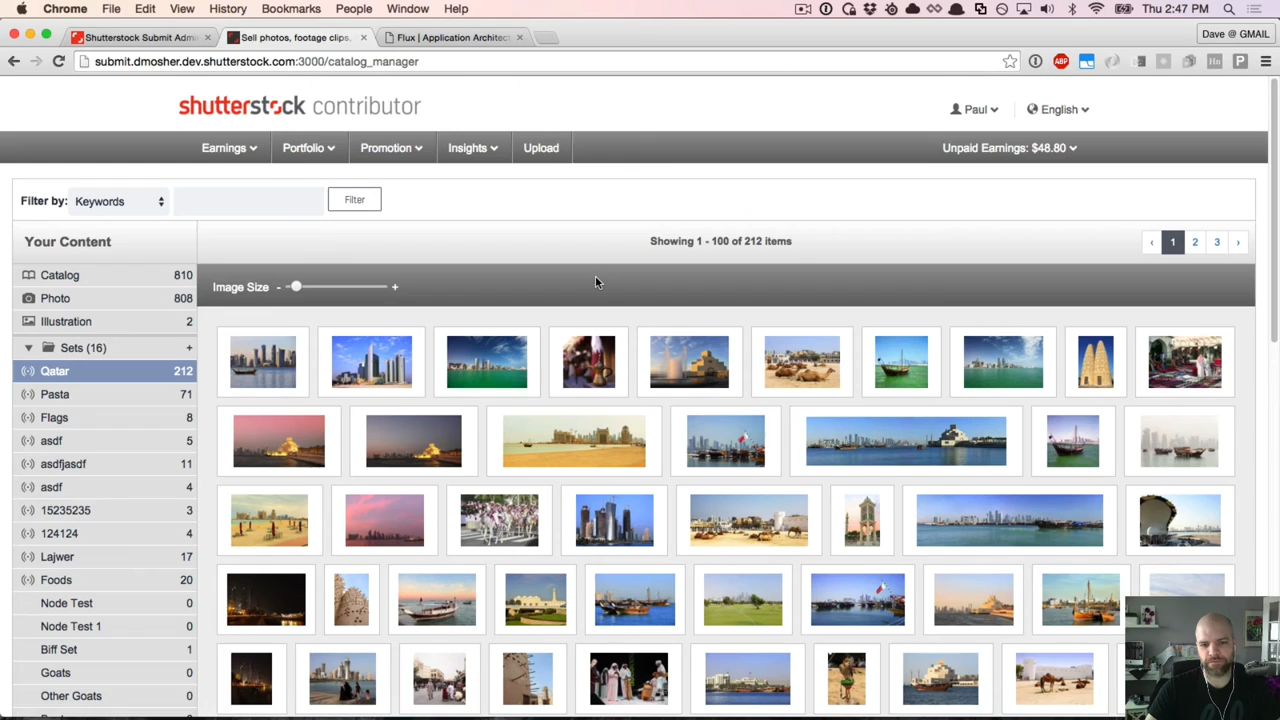 Chrome File Edit View History Bookmarks People Window Help Thu 2:47 PM
Shutterstock Submit Adm Sell photos, footage clips, Flux | Application Architect Dave @ GMAIL
submit.dmosher.dev.shutterstock.com:3000/catalog_manager
shutterstock contributor Paul English
Earnings Portfolio Promotion Insights Upload Unpaid Earnings: $48.80
Filter by: Keywords Filter
Your Content Showing 1 - 100 of 212 items ‹ 1 2 3 ›
Catalog 810
Image Size - +
Photo 808
Illustration 2
Sets (16) +
Qatar 212
Pasta 71
Flags 8
asdf 5
asdfjasdf 11
asdf 4
15235235 3
124124 4
Lajwer 17
Foods 20
Node Test 0
Node Test 1 0
Biff Set 1
Goats 0
Other Goats 0